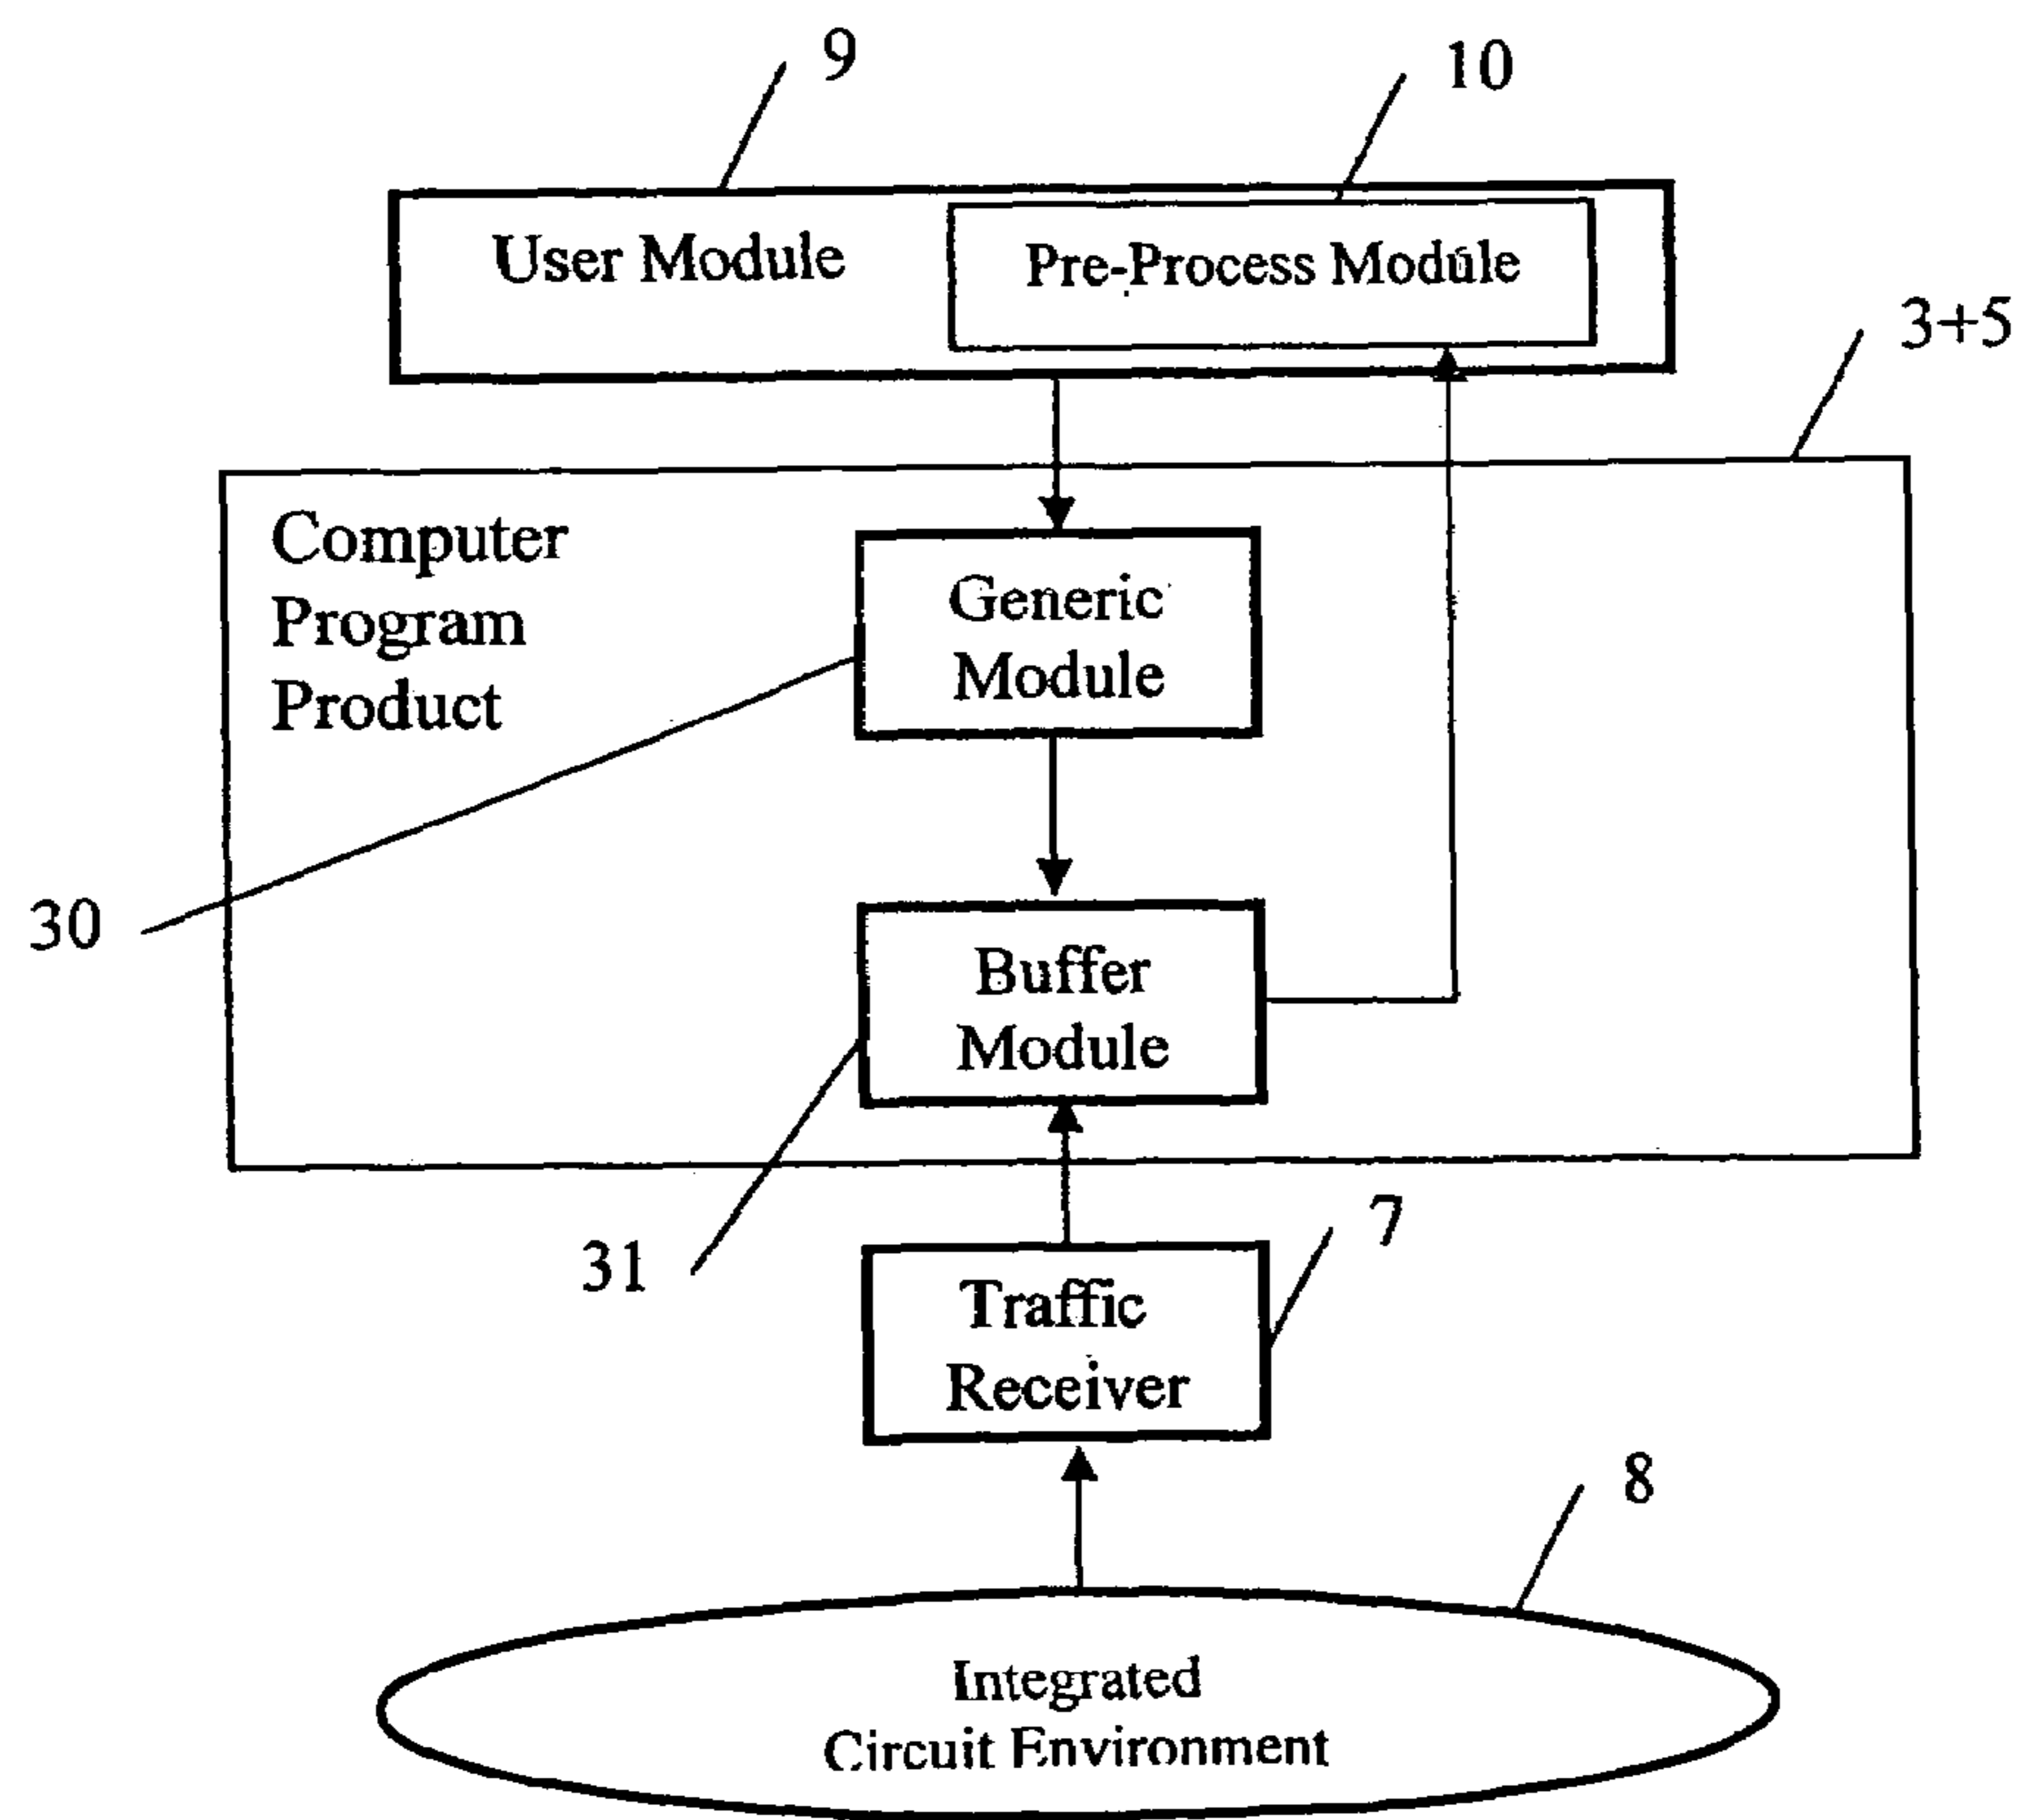 9
10
User Module
Pre-Process Module
3+5
Computer
Program
Product
Generic
Module
30
Buffer
Module
31
7
Traffic
Receiver
8
Integrated
Circuit Environment